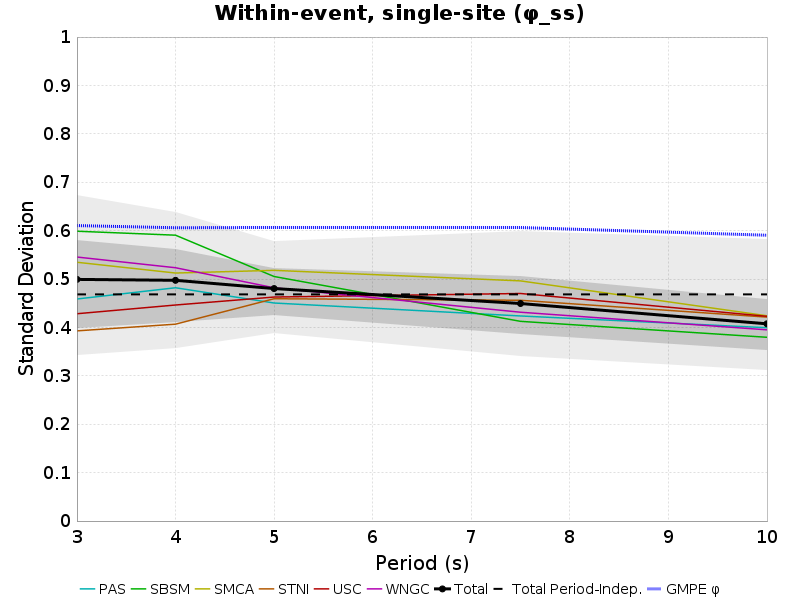 Within-event, single-site (φ_ss)
1
0.9
0.8
0.7
0.6
0.5
0.4
0.3
0.2
0.1
0
Standard Deviation
3 4 5 6 7 8 9 10
Period (s)
PAS SBSM SMCA STNI USC WNGC Total Total Period-Indep. GMPE φ